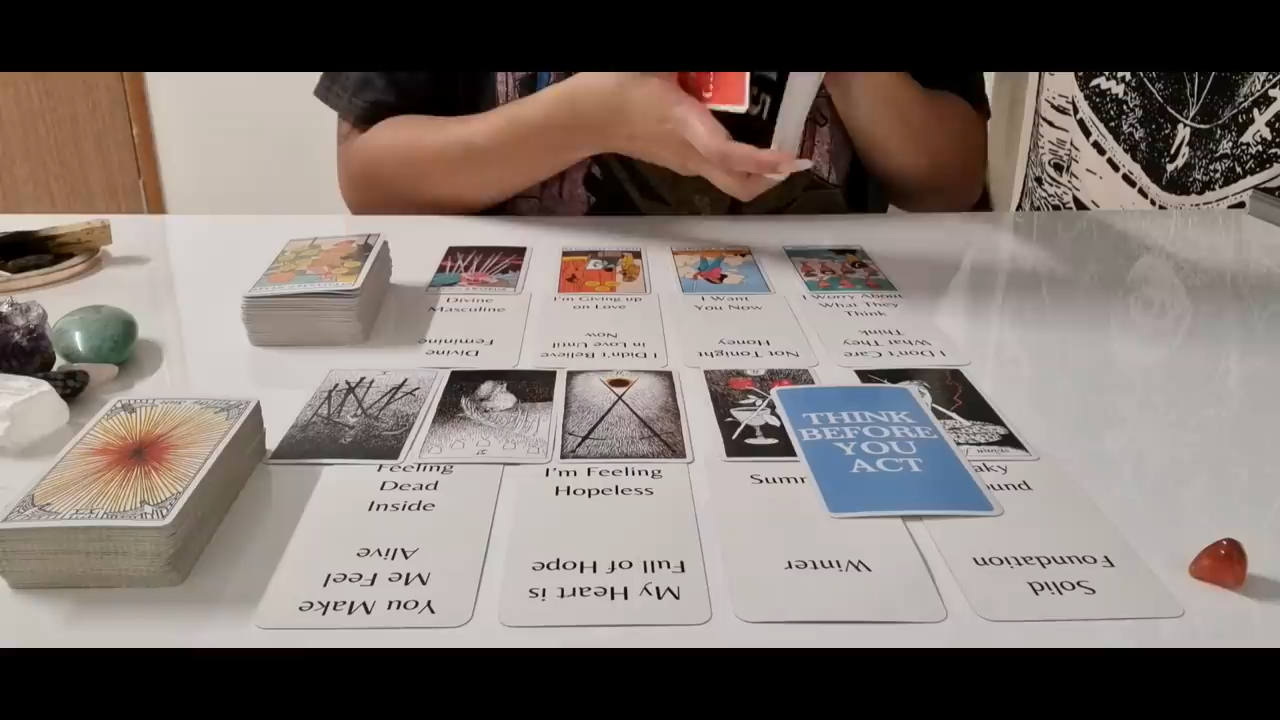 Divine
Masculine
Divine
Feminine
I'm Giving up
on Love
I Didn't Believe
in Love Until
Now
I Want
You Now
Not Tonight
Honey
I Worry About
What They
Think
I Don't Care
What They
Think
Feeling
Dead
Inside
You Make
Me Feel
Alive
I'm Feeling
Hopeless
My Heart is
Full of Hope
Winter
THINK
BEFORE
YOU
ACT
Solid
Foundation